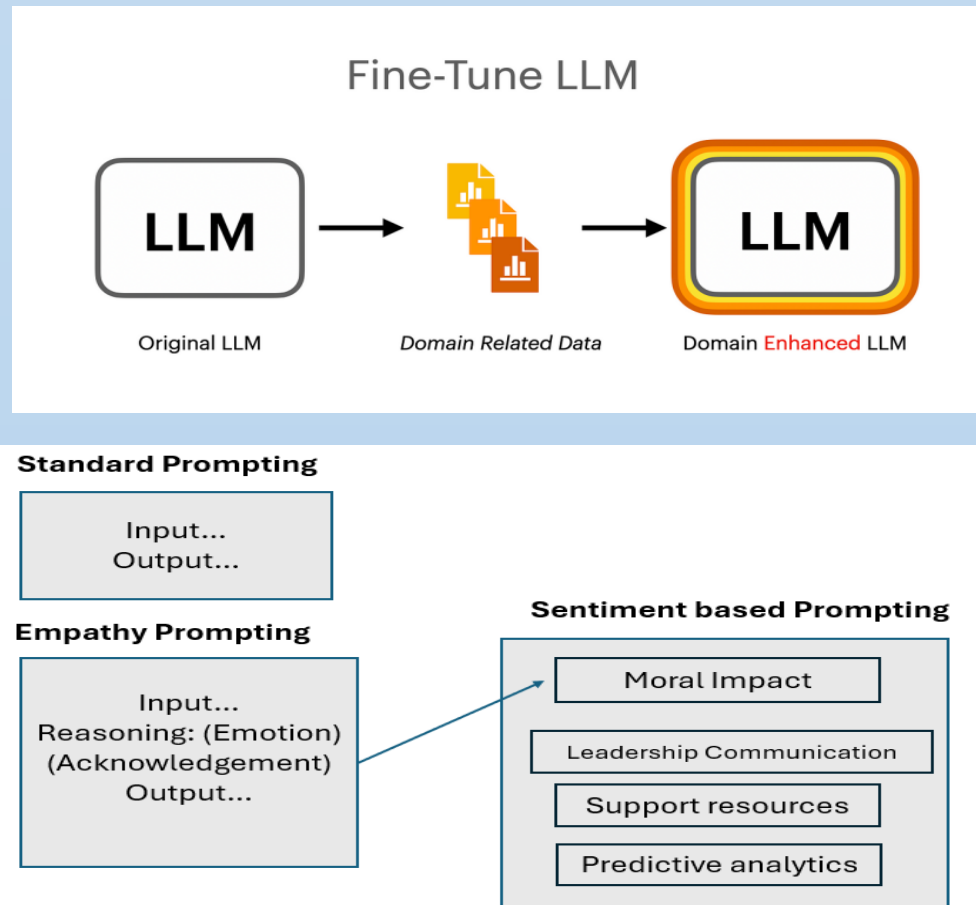 Fine-Tune LLM
LLM
LLM
Original LLM
Domain Related Data
Domain Enhanced LLM
Standard Prompting
Input...
Output...
Empathy Prompting
Input...
Reasoning: (Emotion)
(Acknowledgement)
Output...
Sentiment based Prompting
Moral Impact
Leadership Communication
Support resources
Predictive analytics